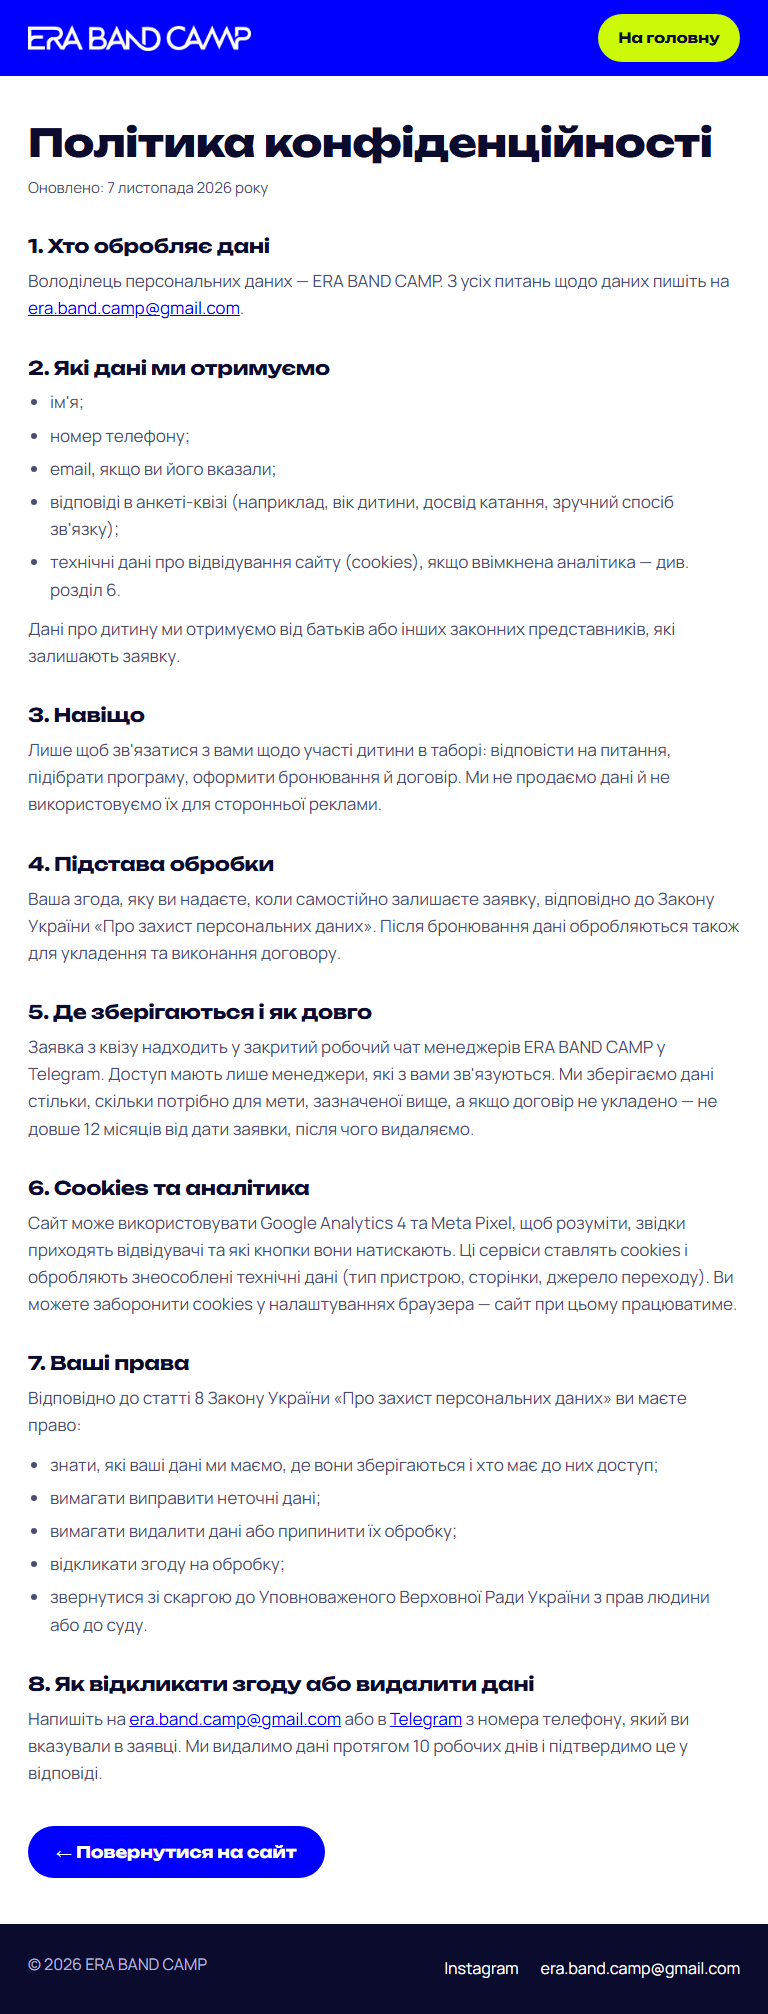 ERA BAND CAMP
На головну
Політика конфіденційності
Оновлено: 7 листопада 2026 року
1. Хто обробляє дані
Володілець персональних даних — ERA BAND CAMP. З усіх питань щодо даних пишіть на
era.band.camp@gmail.com.
2. Які дані ми отримуємо
• ім'я;
• номер телефону;
• email, якщо ви його вказали;
• відповіді в анкеті-квізі (наприклад, вік дитини, досвід катання, зручний спосіб
зв'язку);
• технічні дані про відвідування сайту (cookies), якщо ввімкнена аналітика — див.
розділ 6.
Дані про дитину ми отримуємо від батьків або інших законних представників, які
залишають заявку.
3. Навіщо
Лише щоб зв'язатися з вами щодо участі дитини в таборі: відповісти на питання,
підібрати програму, оформити бронювання й договір. Ми не продаємо дані й не
використовуємо їх для сторонньої реклами.
4. Підстава обробки
Ваша згода, яку ви надаєте, коли самостійно залишаєте заявку, відповідно до Закону
України «Про захист персональних даних». Після бронювання дані обробляються також
для укладення та виконання договору.
5. Де зберігаються і як довго
Заявка з квізу надходить у закритий робочий чат менеджерів ERA BAND CAMP у
Telegram. Доступ мають лише менеджери, які з вами зв'язуються. Ми зберігаємо дані
стільки, скільки потрібно для мети, зазначеної вище, а якщо договір не укладено — не
довше 12 місяців від дати заявки, після чого видаляємо.
6. Cookies та аналітика
Сайт може використовувати Google Analytics 4 та Meta Pixel, щоб розуміти, звідки
приходять відвідувачі та які кнопки вони натискають. Ці сервіси ставлять cookies і
обробляють знеособлені технічні дані (тип пристрою, сторінки, джерело переходу). Ви
можете заборонити cookies у налаштуваннях браузера — сайт при цьому працюватиме.
7. Ваші права
Відповідно до статті 8 Закону України «Про захист персональних даних» ви маєте
право:
• знати, які ваші дані ми маємо, де вони зберігаються і хто має до них доступ;
• вимагати виправити неточні дані;
• вимагати видалити дані або припинити їх обробку;
• відкликати згоду на обробку;
• звернутися зі скаргою до Уповноваженого Верховної Ради України з прав людини
або до суду.
8. Як відкликати згоду або видалити дані
Напишіть на era.band.camp@gmail.com або в Telegram з номера телефону, який ви
вказували в заявці. Ми видалимо дані протягом 10 робочих днів і підтвердимо це у
відповіді.
← Повернутися на сайт
© 2026 ERA BAND CAMP
Instagram era.band.camp@gmail.com